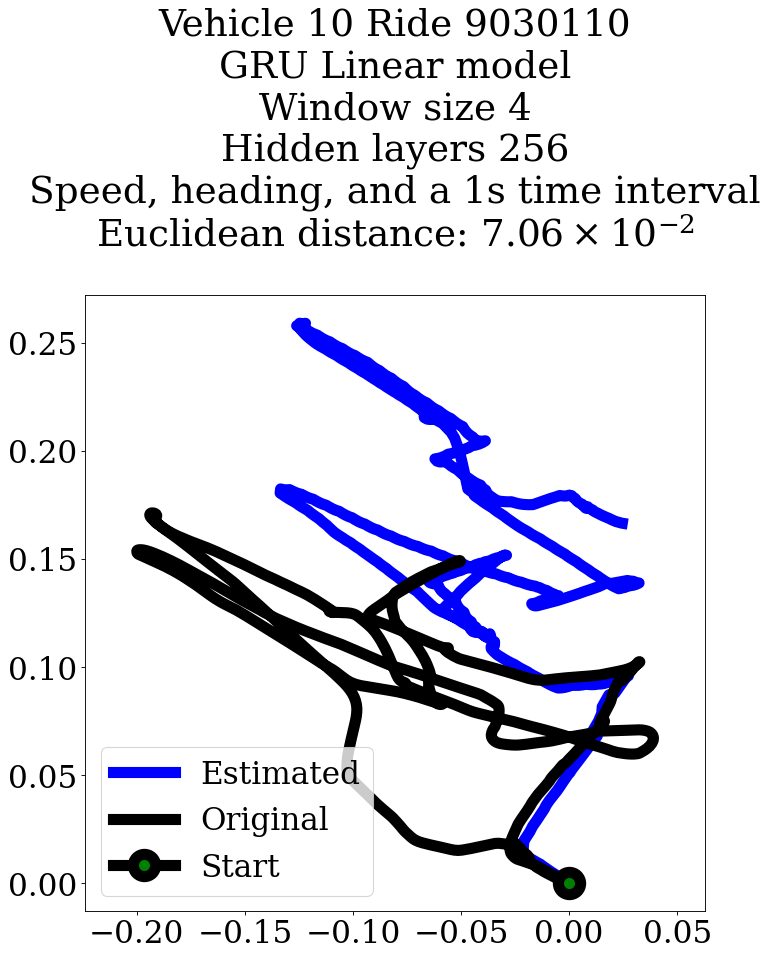 Vehicle 10 Ride 9030110
GRU Linear model
Window size 4
Hidden layers 256
Speed, heading, and a 1s time interval
Euclidean distance: 7.06 × 10⁻²
0.25
0.20
0.15
0.10
0.05
0.00
Estimated
Original
Start
−0.20 −0.15 −0.10 −0.05 0.00 0.05